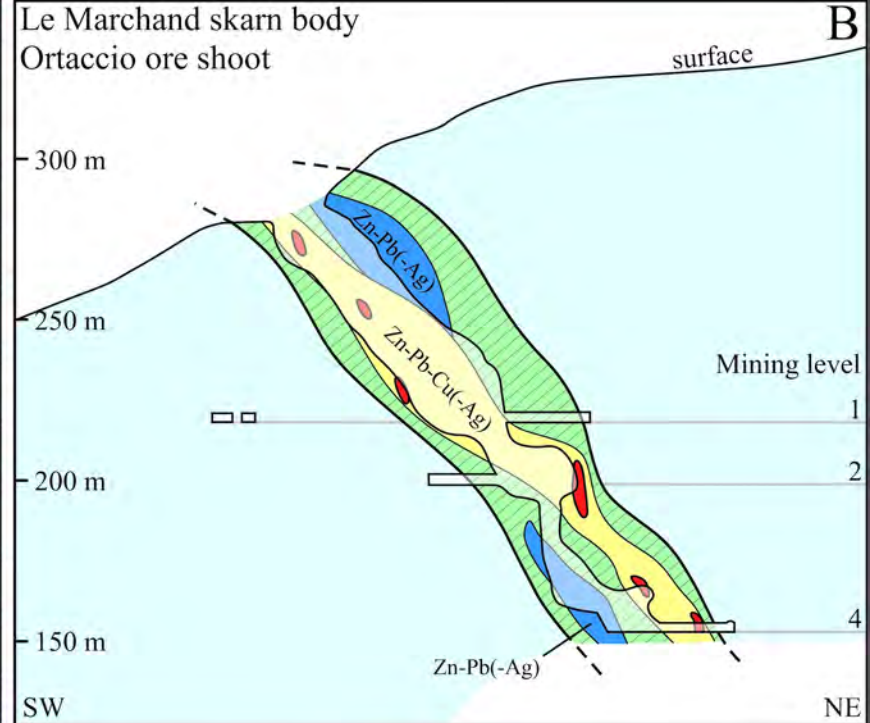 Le Marchand skarn body
Ortaccio ore shoot
B
surface
300 m
Zn-Pb(-Ag)
250 m
Zn-Pb-Cu(-Ag)
Mining level
1
2
200 m
4
150 m
Zn-Pb(-Ag)
SW
NE